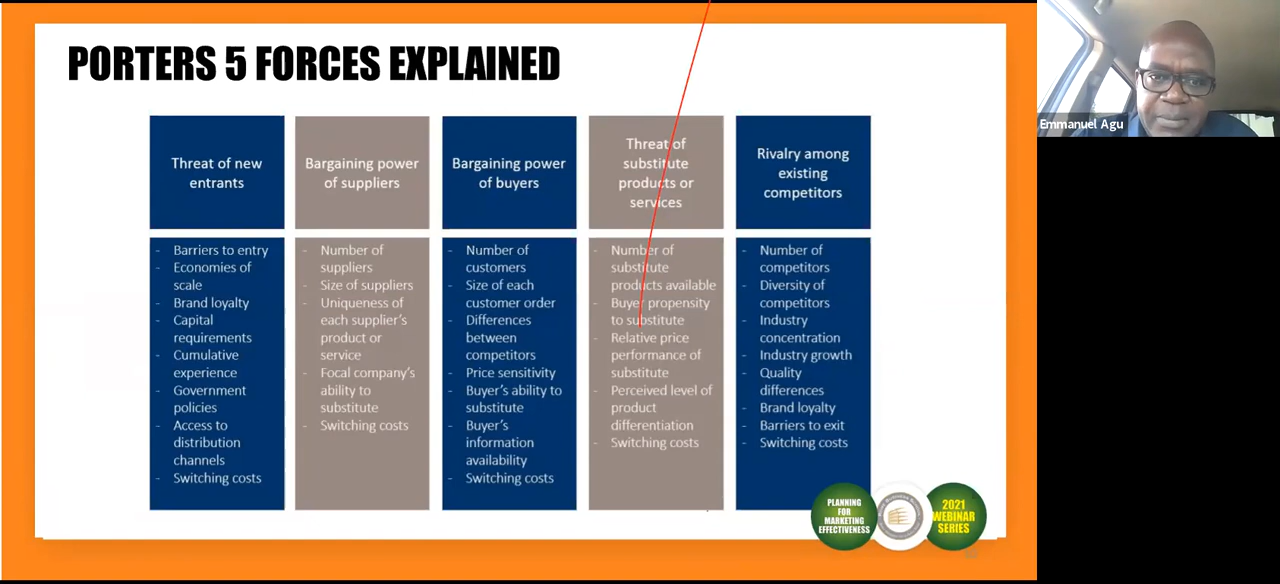 PORTERS 5 FORCES EXPLAINED
Emmanuel Agu
Threat of new
entrants
- Barriers to entry
- Economies of
scale
- Brand loyalty
- Capital
requirements
- Cumulative
experience
- Government
policies
- Access to
distribution
channels
- Switching costs
Bargaining power
of suppliers
- Number of
suppliers
- Size of suppliers
- Uniqueness of
each supplier's
product or
service
- Focal company's
ability to
substitute
- Switching costs
Bargaining power
of buyers
- Number of
customers
- Size of each
customer order
- Differences
between
competitors
- Price sensitivity
- Buyer's ability to
substitute
- Buyer's
information
availability
- Switching costs
Threat of
substitute
products or
services
- Number of
substitute
products available
- Buyer propensity
to substitute
- Relative price
performance of
substitute
- Perceived level of
product
differentiation
- Switching costs
Rivalry among
existing
competitors
- Number of
competitors
- Diversity of
competitors
- Industry
concentration
- Industry growth
- Quality
differences
- Brand loyalty
- Barriers to exit
- Switching costs
PLANNING
FOR
MARKETING
EFFECTIVENESS
2021
WEBINAR
SERIES